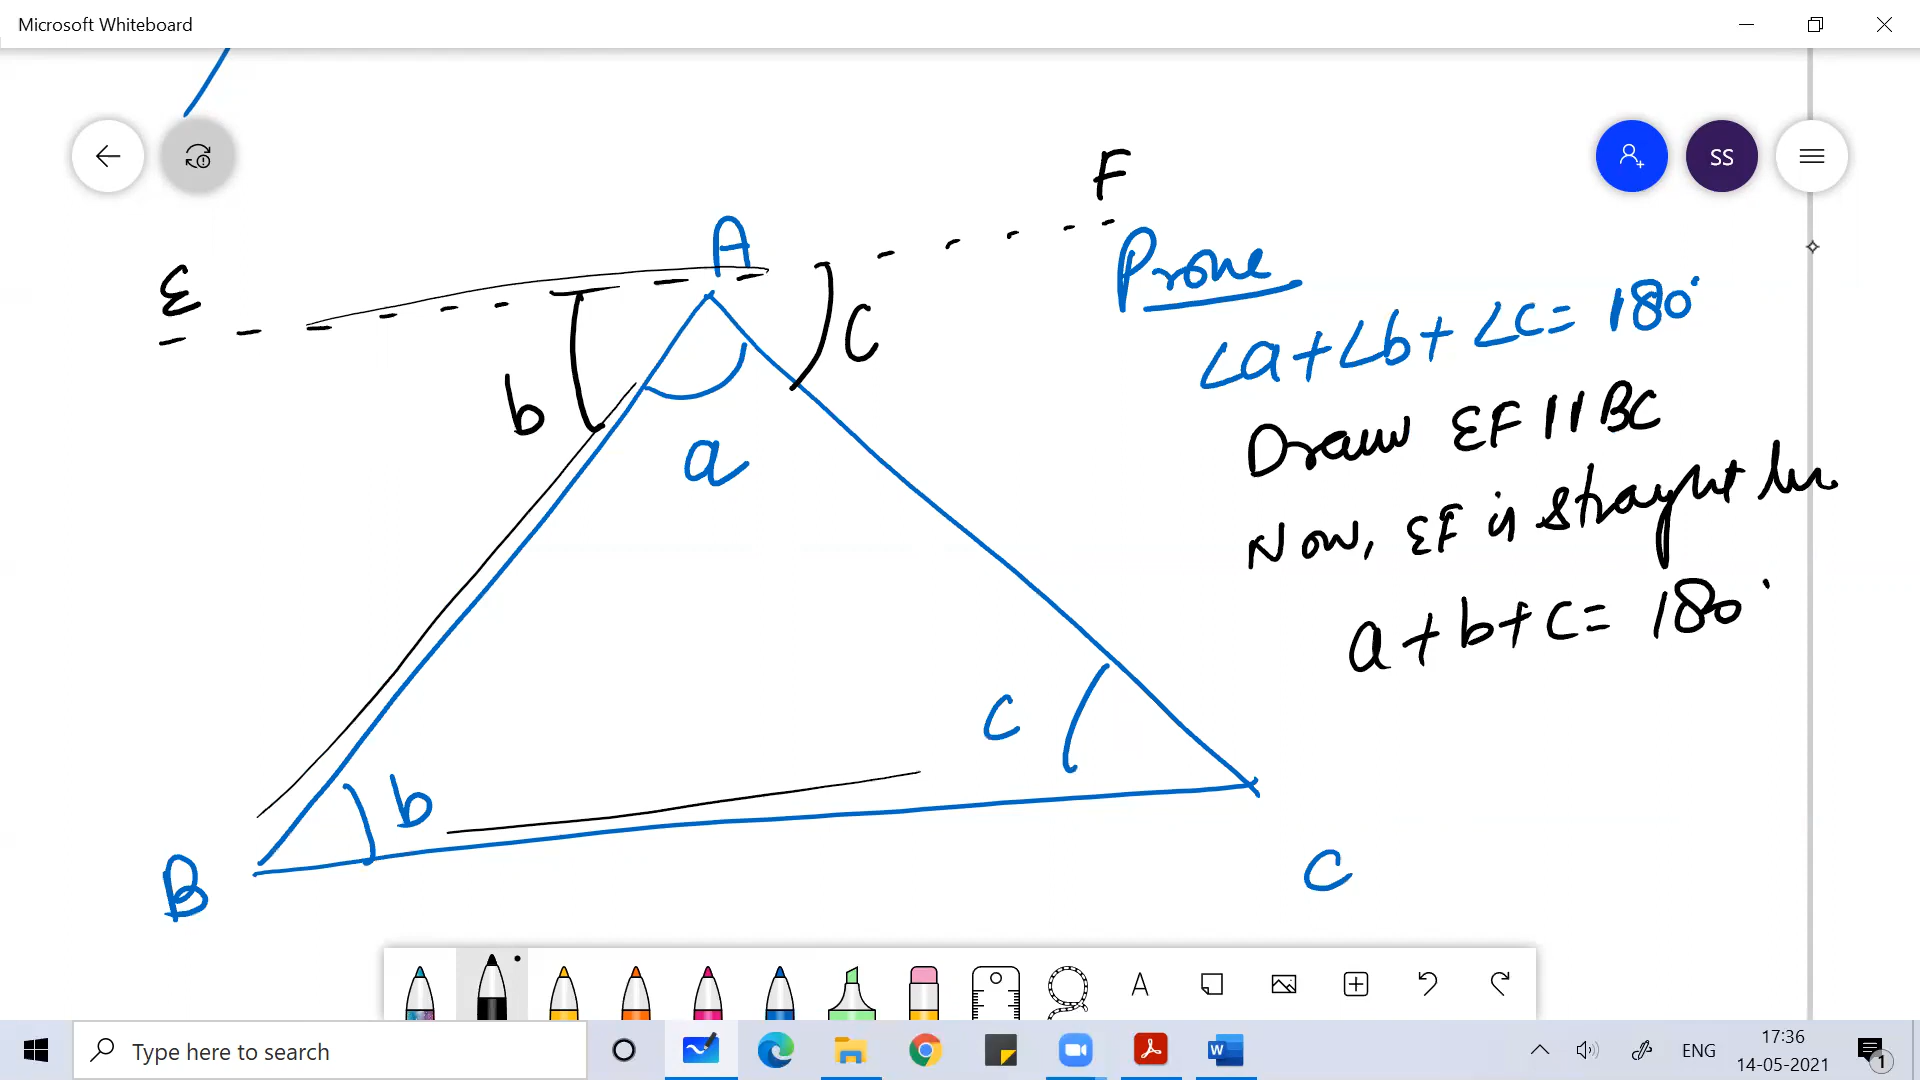 Microsoft Whiteboard
SS
F
A
E
Prove
∠a+∠b+∠c= 180°
C
b
Draw EF || BC
a
Now, EF is straight
a+b+c= 180°
c
b
B
C
A
Type here to search
W
ENG
17:36
14-05-2021
1